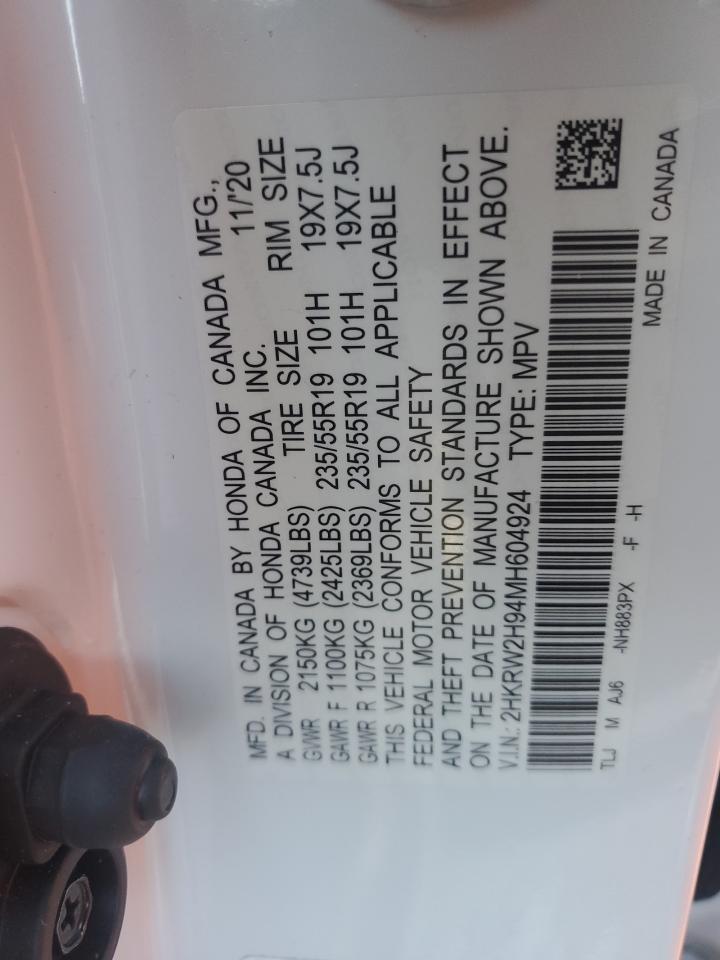 MFD. IN CANADA BY HONDA OF CANADA MFG.,
A DIVISION OF HONDA CANADA INC. 11/'20
GVWR 2150KG (4739LBS) TIRE SIZE RIM SIZE
GAWR F 1100KG (2425LBS) 235/55R19 101H 19X7.5J
GAWR R 1075KG (2369LBS) 235/55R19 101H 19X7.5J
THIS VEHICLE CONFORMS TO ALL APPLICABLE
FEDERAL MOTOR VEHICLE SAFETY
AND THEFT PREVENTION STANDARDS IN EFFECT
ON THE DATE OF MANUFACTURE SHOWN ABOVE.
V.I.N.: 2HKRW2H94MH604924 TYPE: MPV
TLJ M AJ6 -NH883PX -F -H
MADE IN CANADA